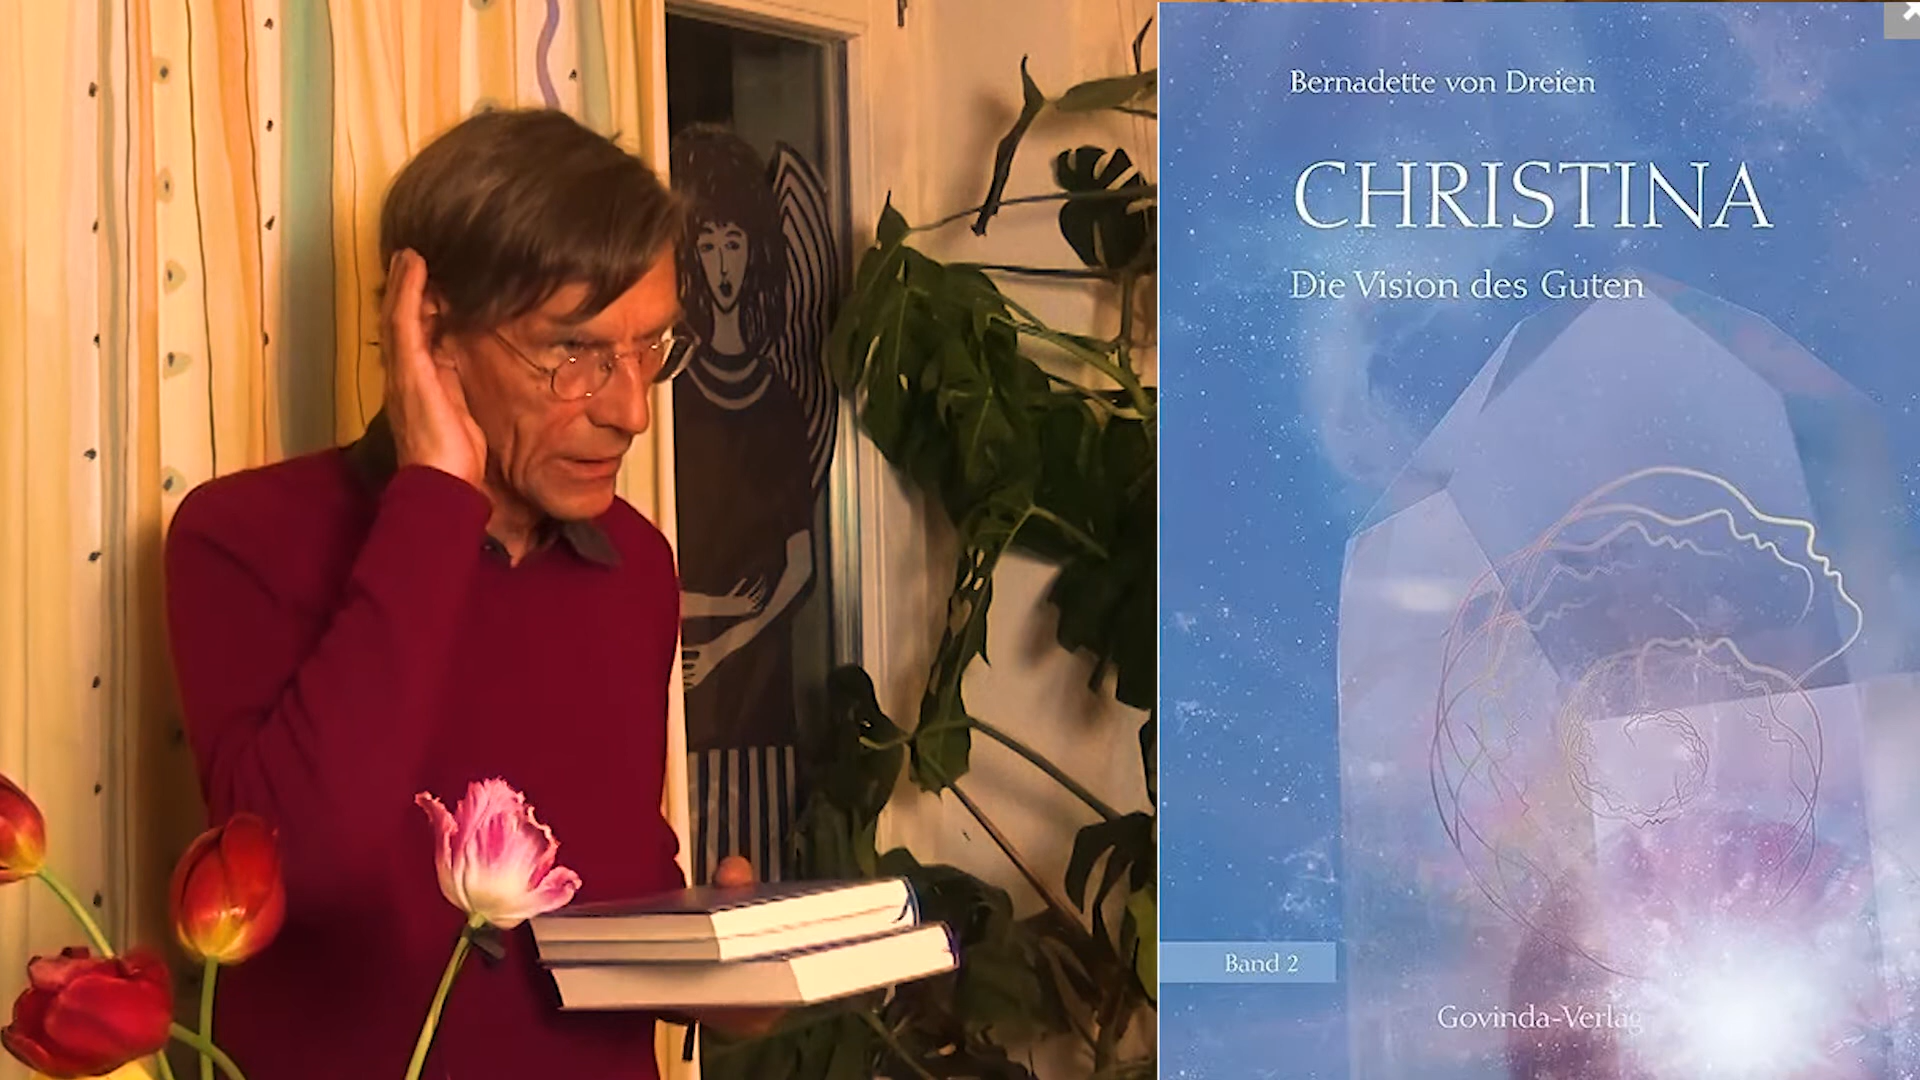 Bernadette von Dreien
CHRISTINA
Die Vision des Guten
Band 2
Govinda-Verlag